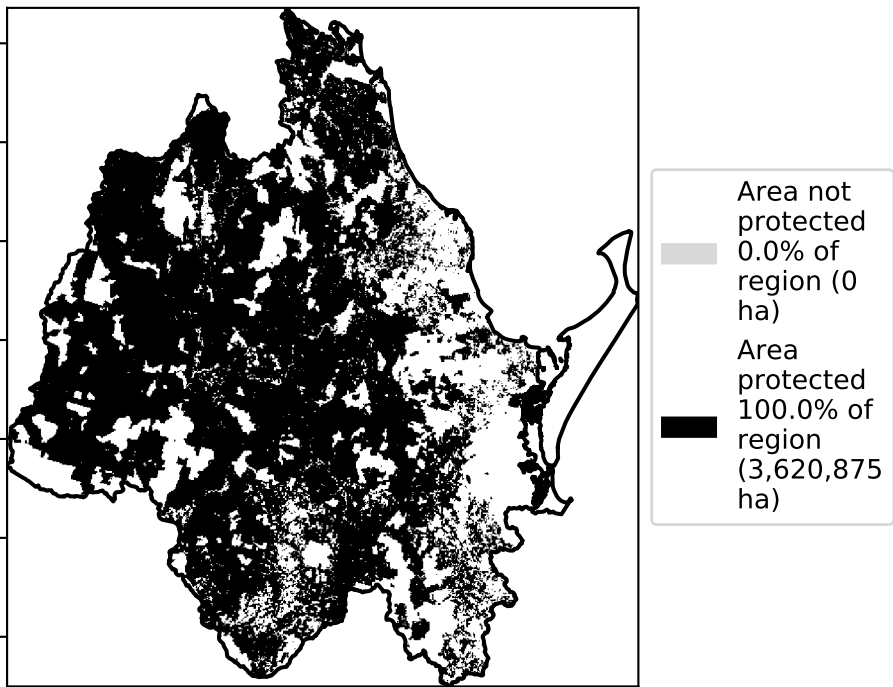 Area not
protected
0.0% of
region (0
ha)
Area
protected
100.0% of
region
(3,620,875
ha)